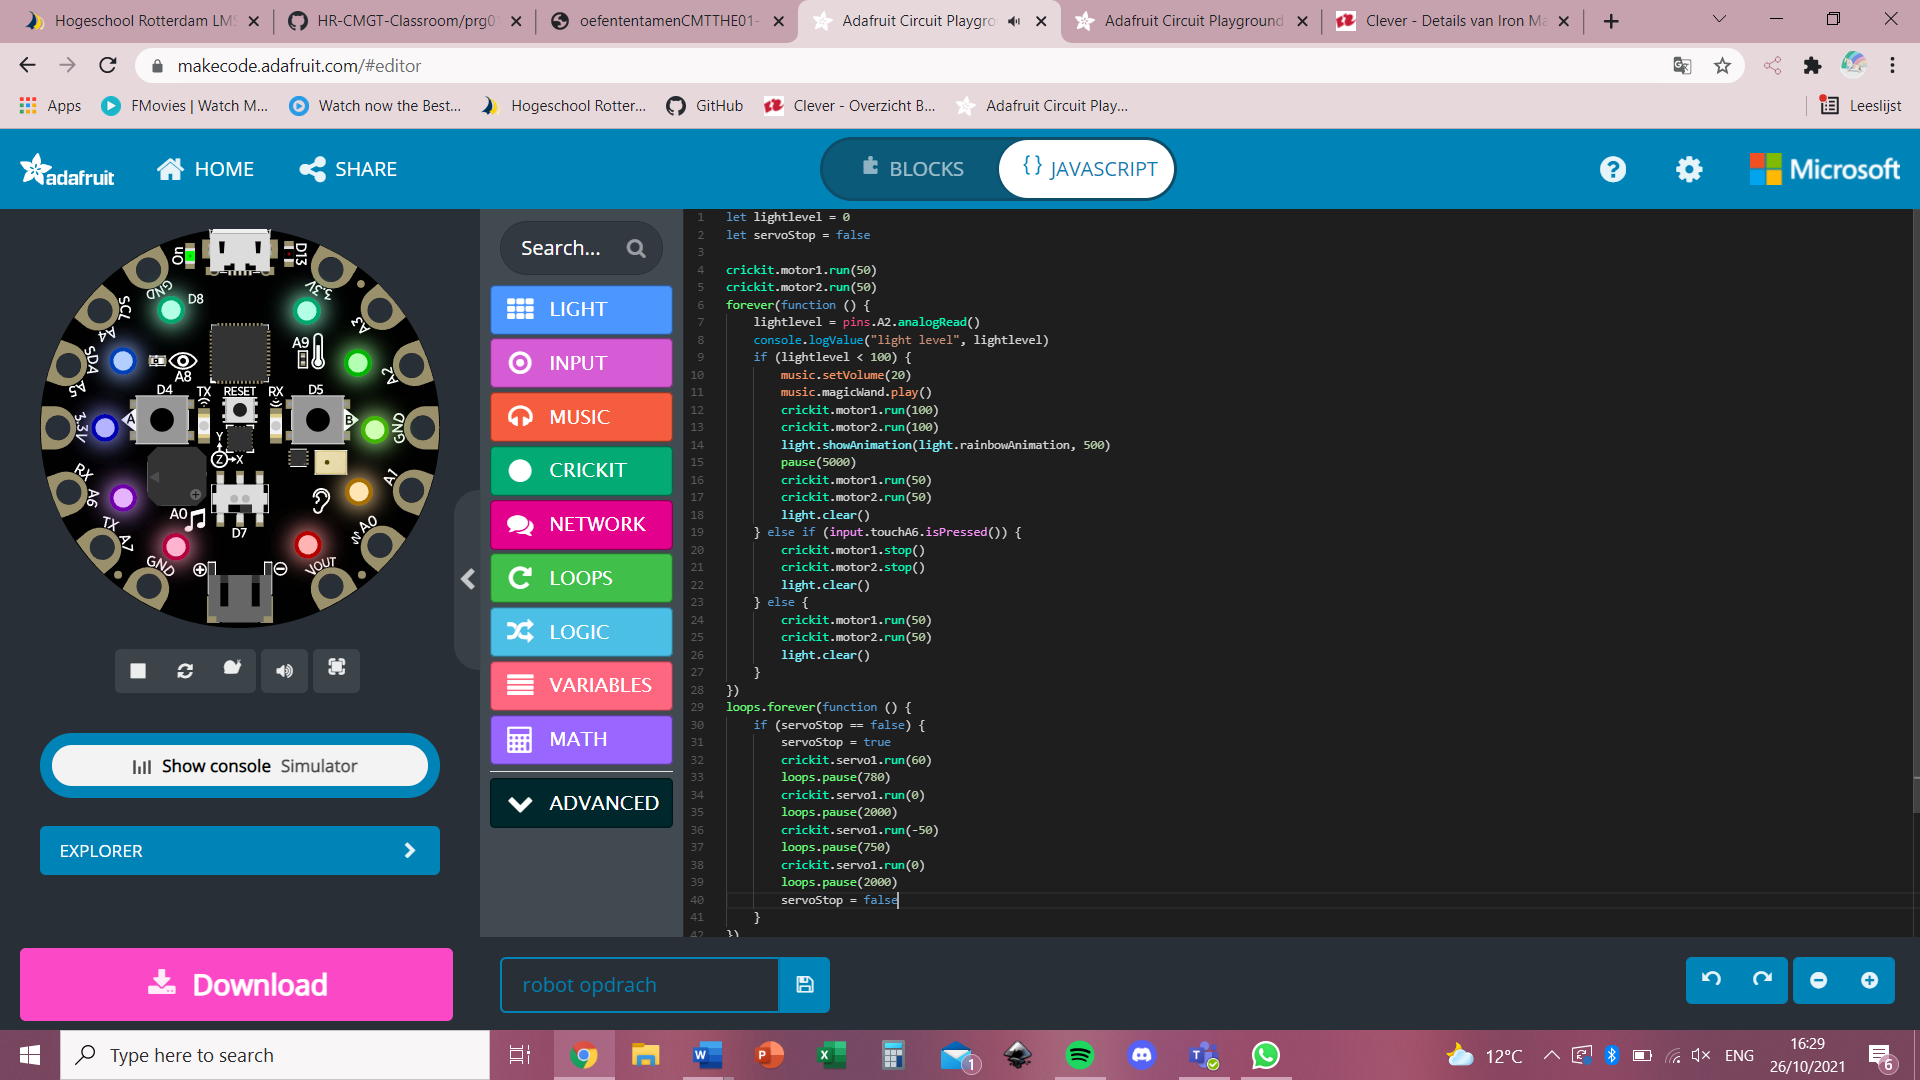 Hogeschool Rotterdam LMS
HR-CMGT-Classroom/prg01
oefententamenCMTTHE01-
Adafruit Circuit Playgro
Adafruit Circuit Playground
Clever - Details van Iron Ma
makecode.adafruit.com/#editor
Apps
FMovies | Watch M...
Watch now the Best...
Hogeschool Rotter...
GitHub
Clever - Overzicht B...
Adafruit Circuit Play...
Leeslijst
adafruit
HOME
SHARE
BLOCKS
{} JAVASCRIPT
Microsoft
On
D13
GND
D8
3.3V
SCL
A4
SDA
A5
3.3V
RX
A6
TX
A7
GND
A3
A2
GND
A1
A0
VOUT
A9
A8
D4
TX
RESET
RX
D5
A
B
Y
Z
X
A0
D7
Show console Simulator
EXPLORER
Download
Search...
LIGHT
INPUT
MUSIC
CRICKIT
NETWORK
LOOPS
LOGIC
VARIABLES
MATH
ADVANCED
1 let lightlevel = 0
2 let servoStop = false
3
4 crickit.motor1.run(50)
5 crickit.motor2.run(50)
6 forever(function () {
7 lightlevel = pins.A2.analogRead()
8 console.logValue("light level", lightlevel)
9 if (lightlevel < 100) {
10 music.setVolume(20)
11 music.magicWand.play()
12 crickit.motor1.run(100)
13 crickit.motor2.run(100)
14 light.showAnimation(light.rainbowAnimation, 500)
15 pause(5000)
16 crickit.motor1.run(50)
17 crickit.motor2.run(50)
18 light.clear()
19 } else if (input.touchA6.isPressed()) {
20 crickit.motor1.stop()
21 crickit.motor2.stop()
22 light.clear()
23 } else {
24 crickit.motor1.run(50)
25 crickit.motor2.run(50)
26 light.clear()
27 }
28 })
29 loops.forever(function () {
30 if (servoStop == false) {
31 servoStop = true
32 crickit.servo1.run(60)
33 loops.pause(780)
34 crickit.servo1.run(0)
35 loops.pause(2000)
36 crickit.servo1.run(-50)
37 loops.pause(750)
38 crickit.servo1.run(0)
39 loops.pause(2000)
40 servoStop = false
41 }
42 })
robot opdrach
Type here to search
1
12°C
ENG
16:29
26/10/2021
6